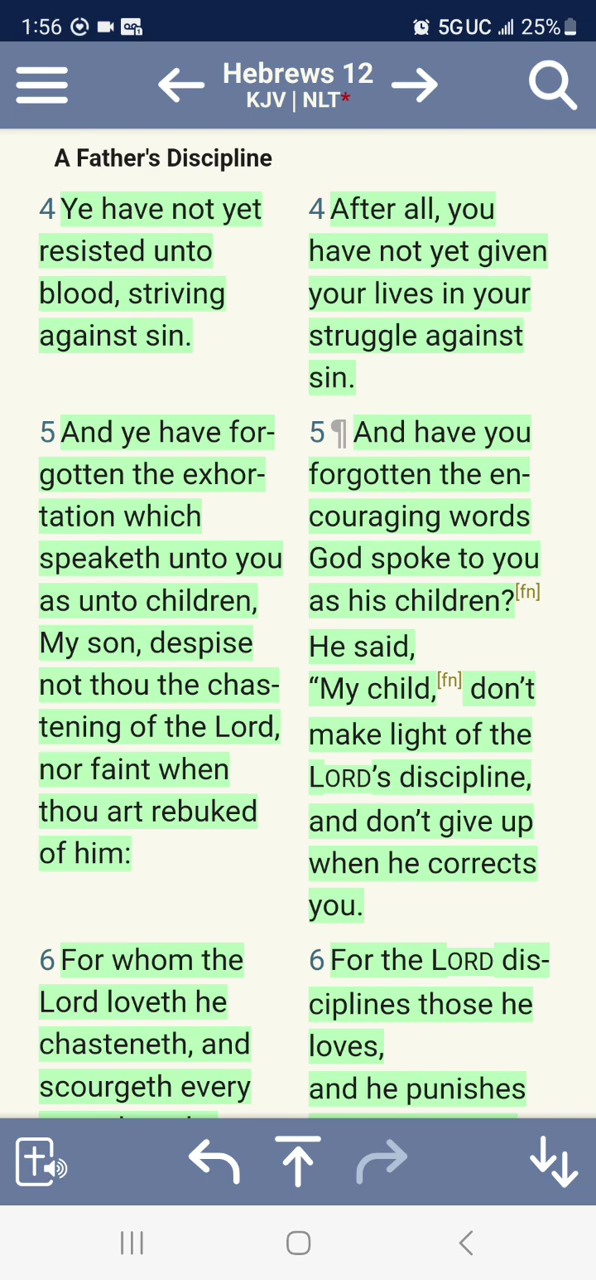 1:56 5G UC 25%
Hebrews 12
KJV | NLT*
A Father's Discipline
4 Ye have not yet
resisted unto
blood, striving
against sin.
4 After all, you
have not yet given
your lives in your
struggle against
sin.
5 And ye have for-
gotten the exhor-
tation which
speaketh unto you
as unto children,
My son, despise
not thou the chas-
tening of the Lord,
nor faint when
thou art rebuked
of him:
5 ¶ And have you
forgotten the en-
couraging words
God spoke to you
as his children?[fn]
He said,
“My child,[fn] don’t
make light of the
LORD’s discipline,
and don’t give up
when he corrects
you.
6 For whom the
Lord loveth he
chasteneth, and
scourgeth every
6 For the LORD dis-
ciplines those he
loves,
and he punishes